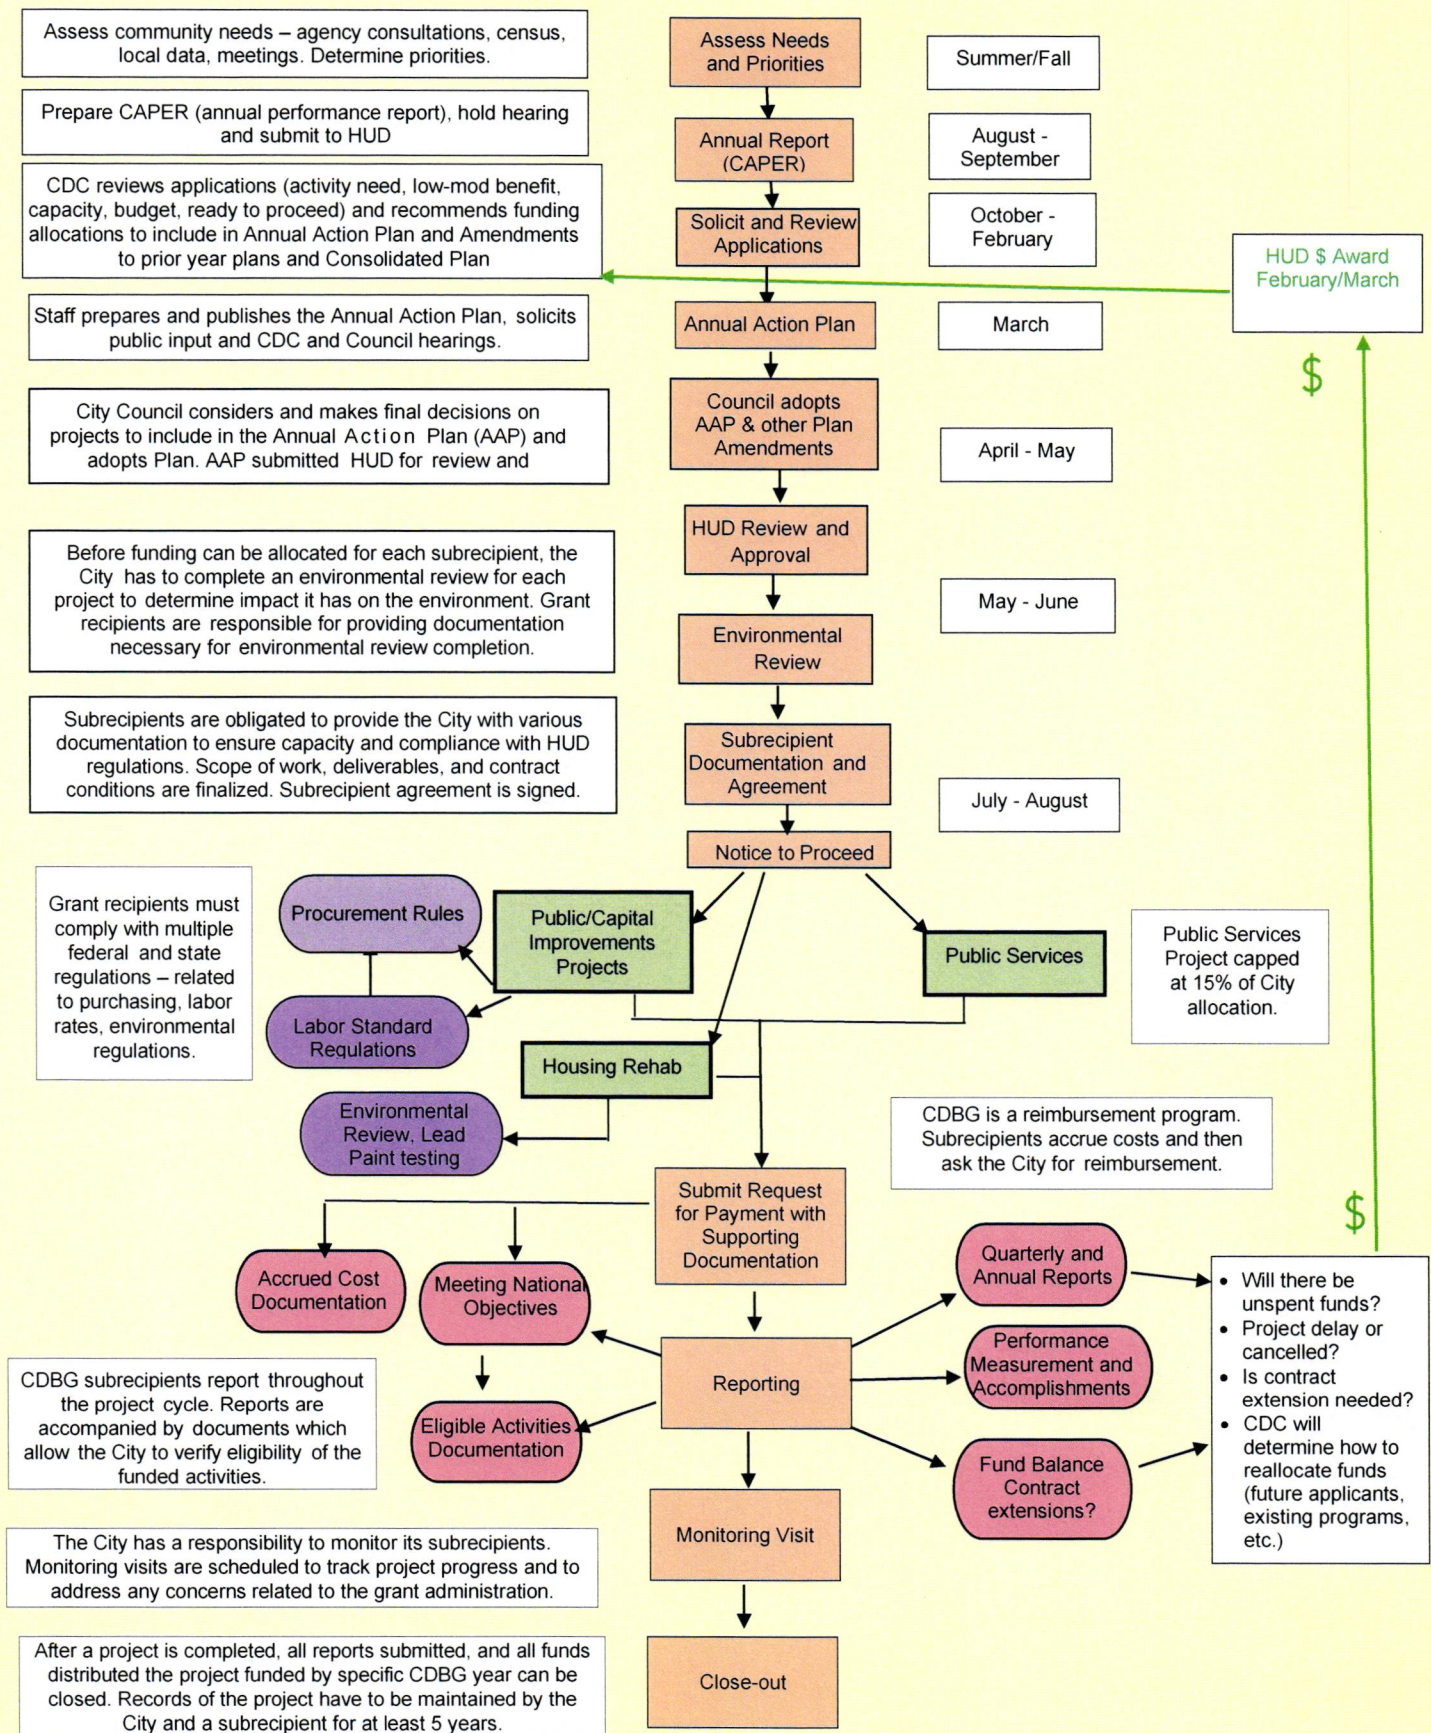 Assess community needs – agency consultations, census,
local data, meetings. Determine priorities.
Assess Needs
and Priorities
Summer/Fall
Prepare CAPER (annual performance report), hold hearing
and submit to HUD
Annual Report
(CAPER)
August -
September
CDC reviews applications (activity need, low-mod benefit,
capacity, budget, ready to proceed) and recommends funding
allocations to include in Annual Action Plan and Amendments
to prior year plans and Consolidated Plan
Solicit and Review
Applications
October -
February
HUD $ Award
February/March
Staff prepares and publishes the Annual Action Plan, solicits
public input and CDC and Council hearings.
Annual Action Plan
March
$
City Council considers and makes final decisions on
projects to include in the Annual Action Plan (AAP) and
adopts Plan. AAP submitted HUD for review and
Council adopts
AAP & other Plan
Amendments
April - May
HUD Review and
Approval
Before funding can be allocated for each subrecipient, the
City has to complete an environmental review for each
project to determine impact it has on the environment. Grant
recipients are responsible for providing documentation
necessary for environmental review completion.
May - June
Environmental
Review
Subrecipients are obligated to provide the City with various
documentation to ensure capacity and compliance with HUD
regulations. Scope of work, deliverables, and contract
conditions are finalized. Subrecipient agreement is signed.
Subrecipient
Documentation and
Agreement
July - August
Notice to Proceed
Grant recipients must
comply with multiple
federal and state
regulations – related
to purchasing, labor
rates, environmental
regulations.
Procurement Rules
Public/Capital
Improvements
Projects
Public Services
Public Services
Project capped
at 15% of City
allocation.
Labor Standard
Regulations
Housing Rehab
Environmental
Review, Lead
Paint testing
CDBG is a reimbursement program.
Subrecipients accrue costs and then
ask the City for reimbursement.
Submit Request
for Payment with
Supporting
Documentation
$
Accrued Cost
Documentation
Meeting National
Objectives
Quarterly and
Annual Reports
• Will there be
unspent funds?
• Project delay or
cancelled?
• Is contract
extension needed?
• CDC will
determine how to
reallocate funds
(future applicants,
existing programs,
etc.)
Performance
Measurement and
Accomplishments
Reporting
CDBG subrecipients report throughout
the project cycle. Reports are
accompanied by documents which
allow the City to verify eligibility of the
funded activities.
Eligible Activities
Documentation
Fund Balance
Contract
extensions?
The City has a responsibility to monitor its subrecipients.
Monitoring visits are scheduled to track project progress and to
address any concerns related to the grant administration.
Monitoring Visit
After a project is completed, all reports submitted, and all funds
distributed the project funded by specific CDBG year can be
closed. Records of the project have to be maintained by the
City and a subrecipient for at least 5 years.
Close-out